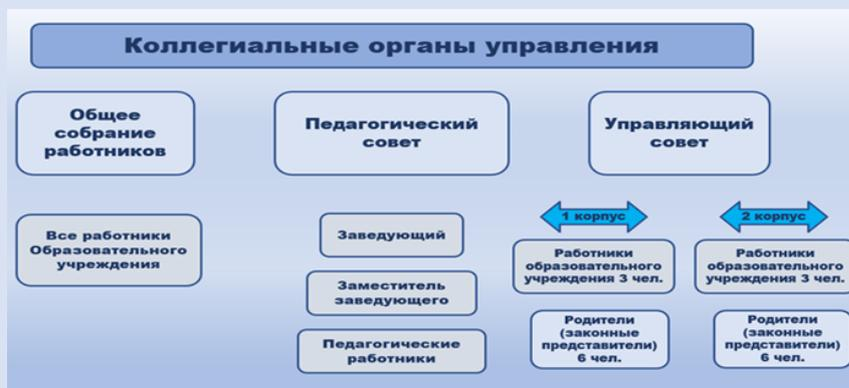 Коллегиальные органы управления
Общее
собрание
работников
Педагогический
совет
Управляющий
совет
Все работники
Образовательного
учреждения
Заведующий
Заместитель
заведующего
Педагогические
работники
1 корпус
Работники
образовательного
учреждения 3 чел.
Родители
(законные
представители)
6 чел.
2 корпус
Работники
образовательного
учреждения 3 чел.
Родители
(законные
представители)
6 чел.